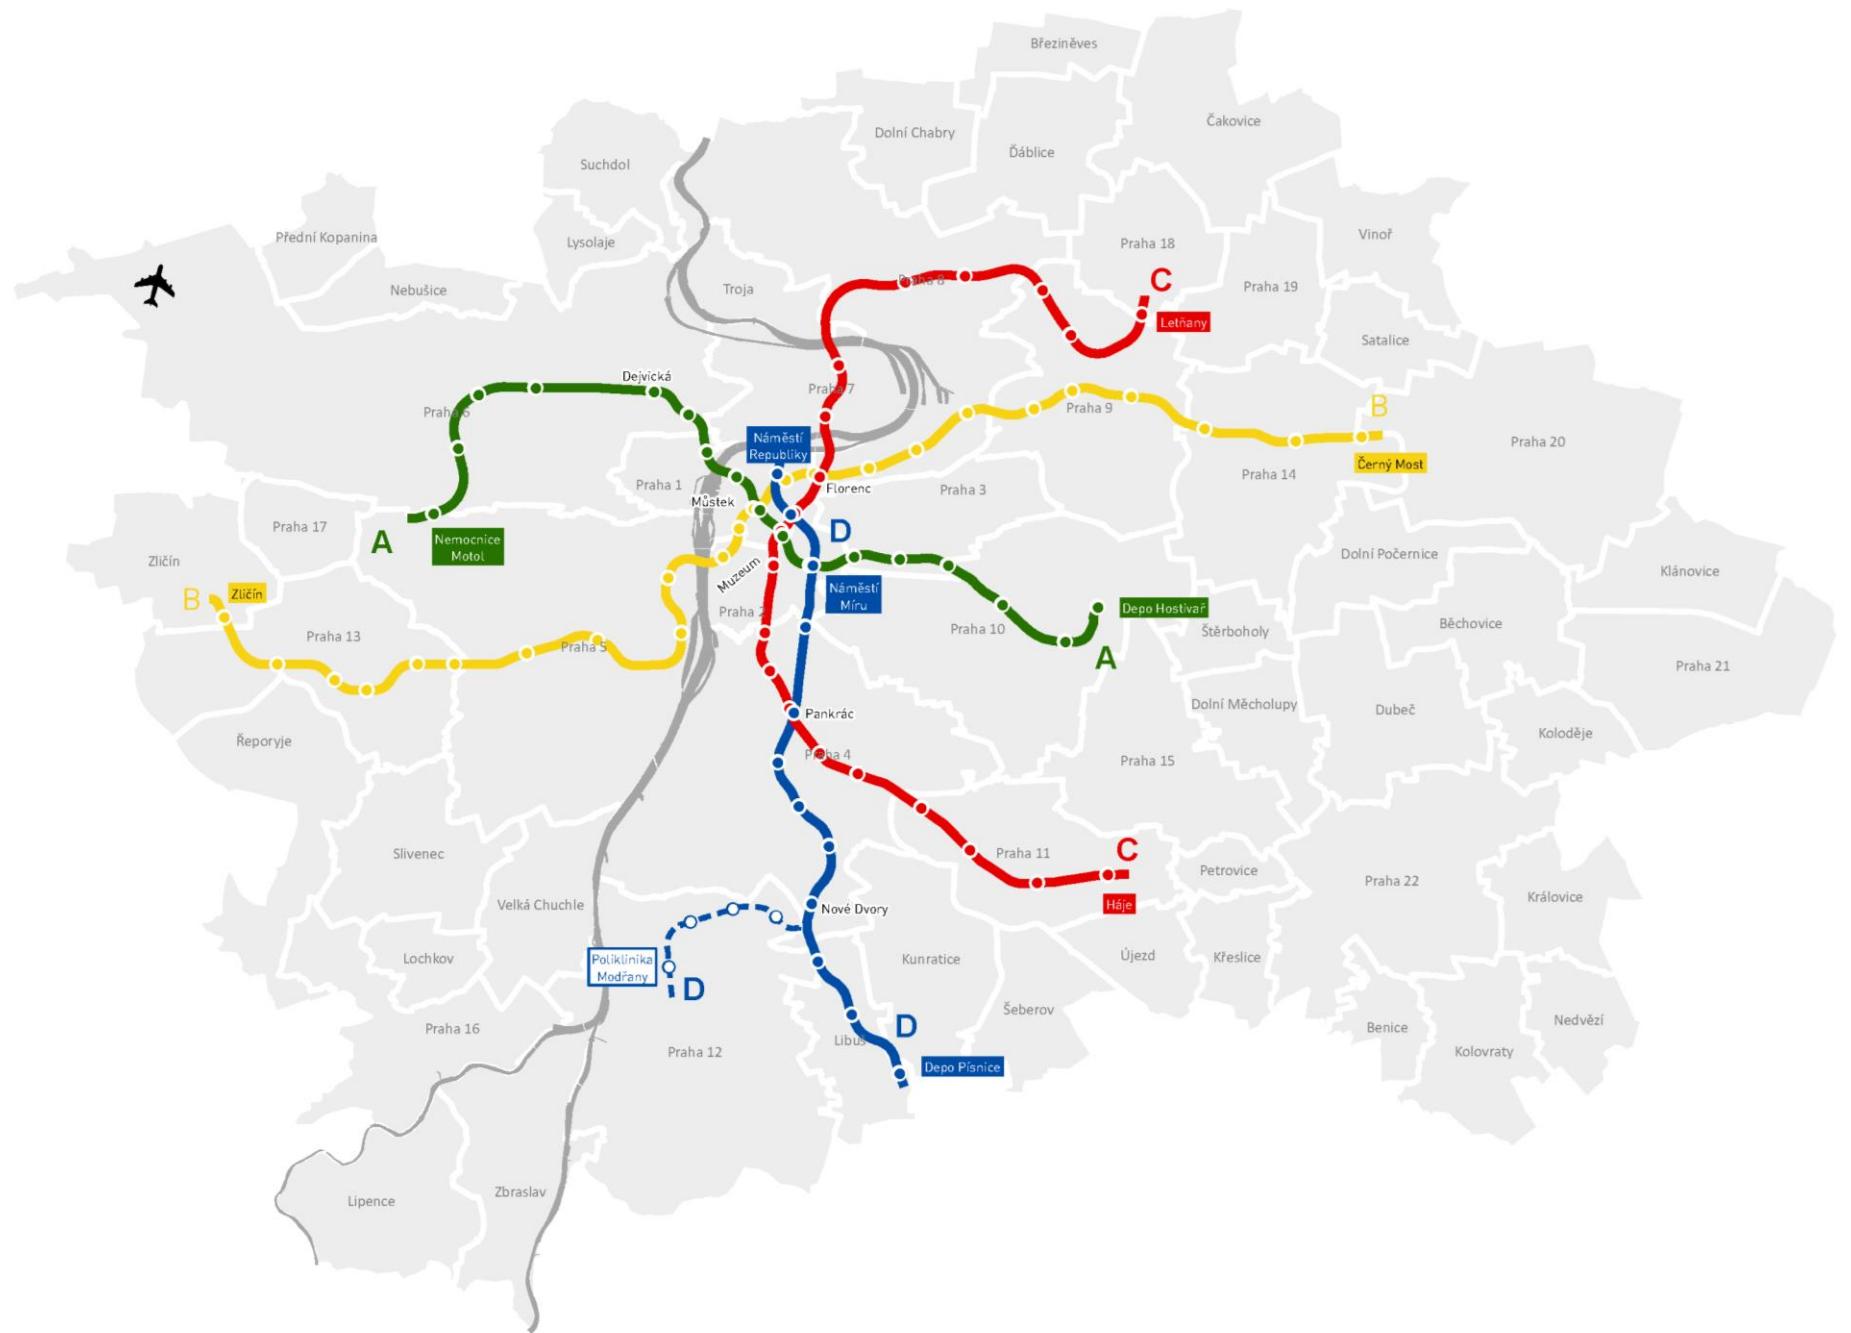 Březiněves
Čakovice
Dolní Chabry
Ďáblice
Suchdol
Přední Kopanina
Lysolaje
Vinoř
Praha 18
Nebušice
Troja
Praha 8
C
Praha 19
Letňany
Satalice
Dejvická
Praha 7
Praha 6
Praha 9
B
Náměstí
Republiky
Praha 20
Černý Most
Praha 14
Praha 1
Florenc
Praha 3
Můstek
Praha 17
D
A
Nemocnice
Motol
Zličín
Dolní Počernice
Klánovice
Muzeum
Náměstí
Míru
B
Zličín
Praha 2
Depo Hostivař
Praha 13
Praha 10
Štěrboholy
Běchovice
Praha 5
A
Praha 21
Dolní Měcholupy
Dubeč
Pankrác
Řeporyje
Koloděje
Praha 4
Praha 15
Slivenec
Praha 11
C
Petrovice
Praha 22
Královice
Velká Chuchle
Nové Dvory
Háje
Lochkov
Poliklinika
Modřany
D
Kunratice
Újezd
Křeslice
Šeberov
Praha 16
D
Libuš
Benice
Nedvězí
Praha 12
Kolovraty
Depo Písnice
Zbraslav
Lipence